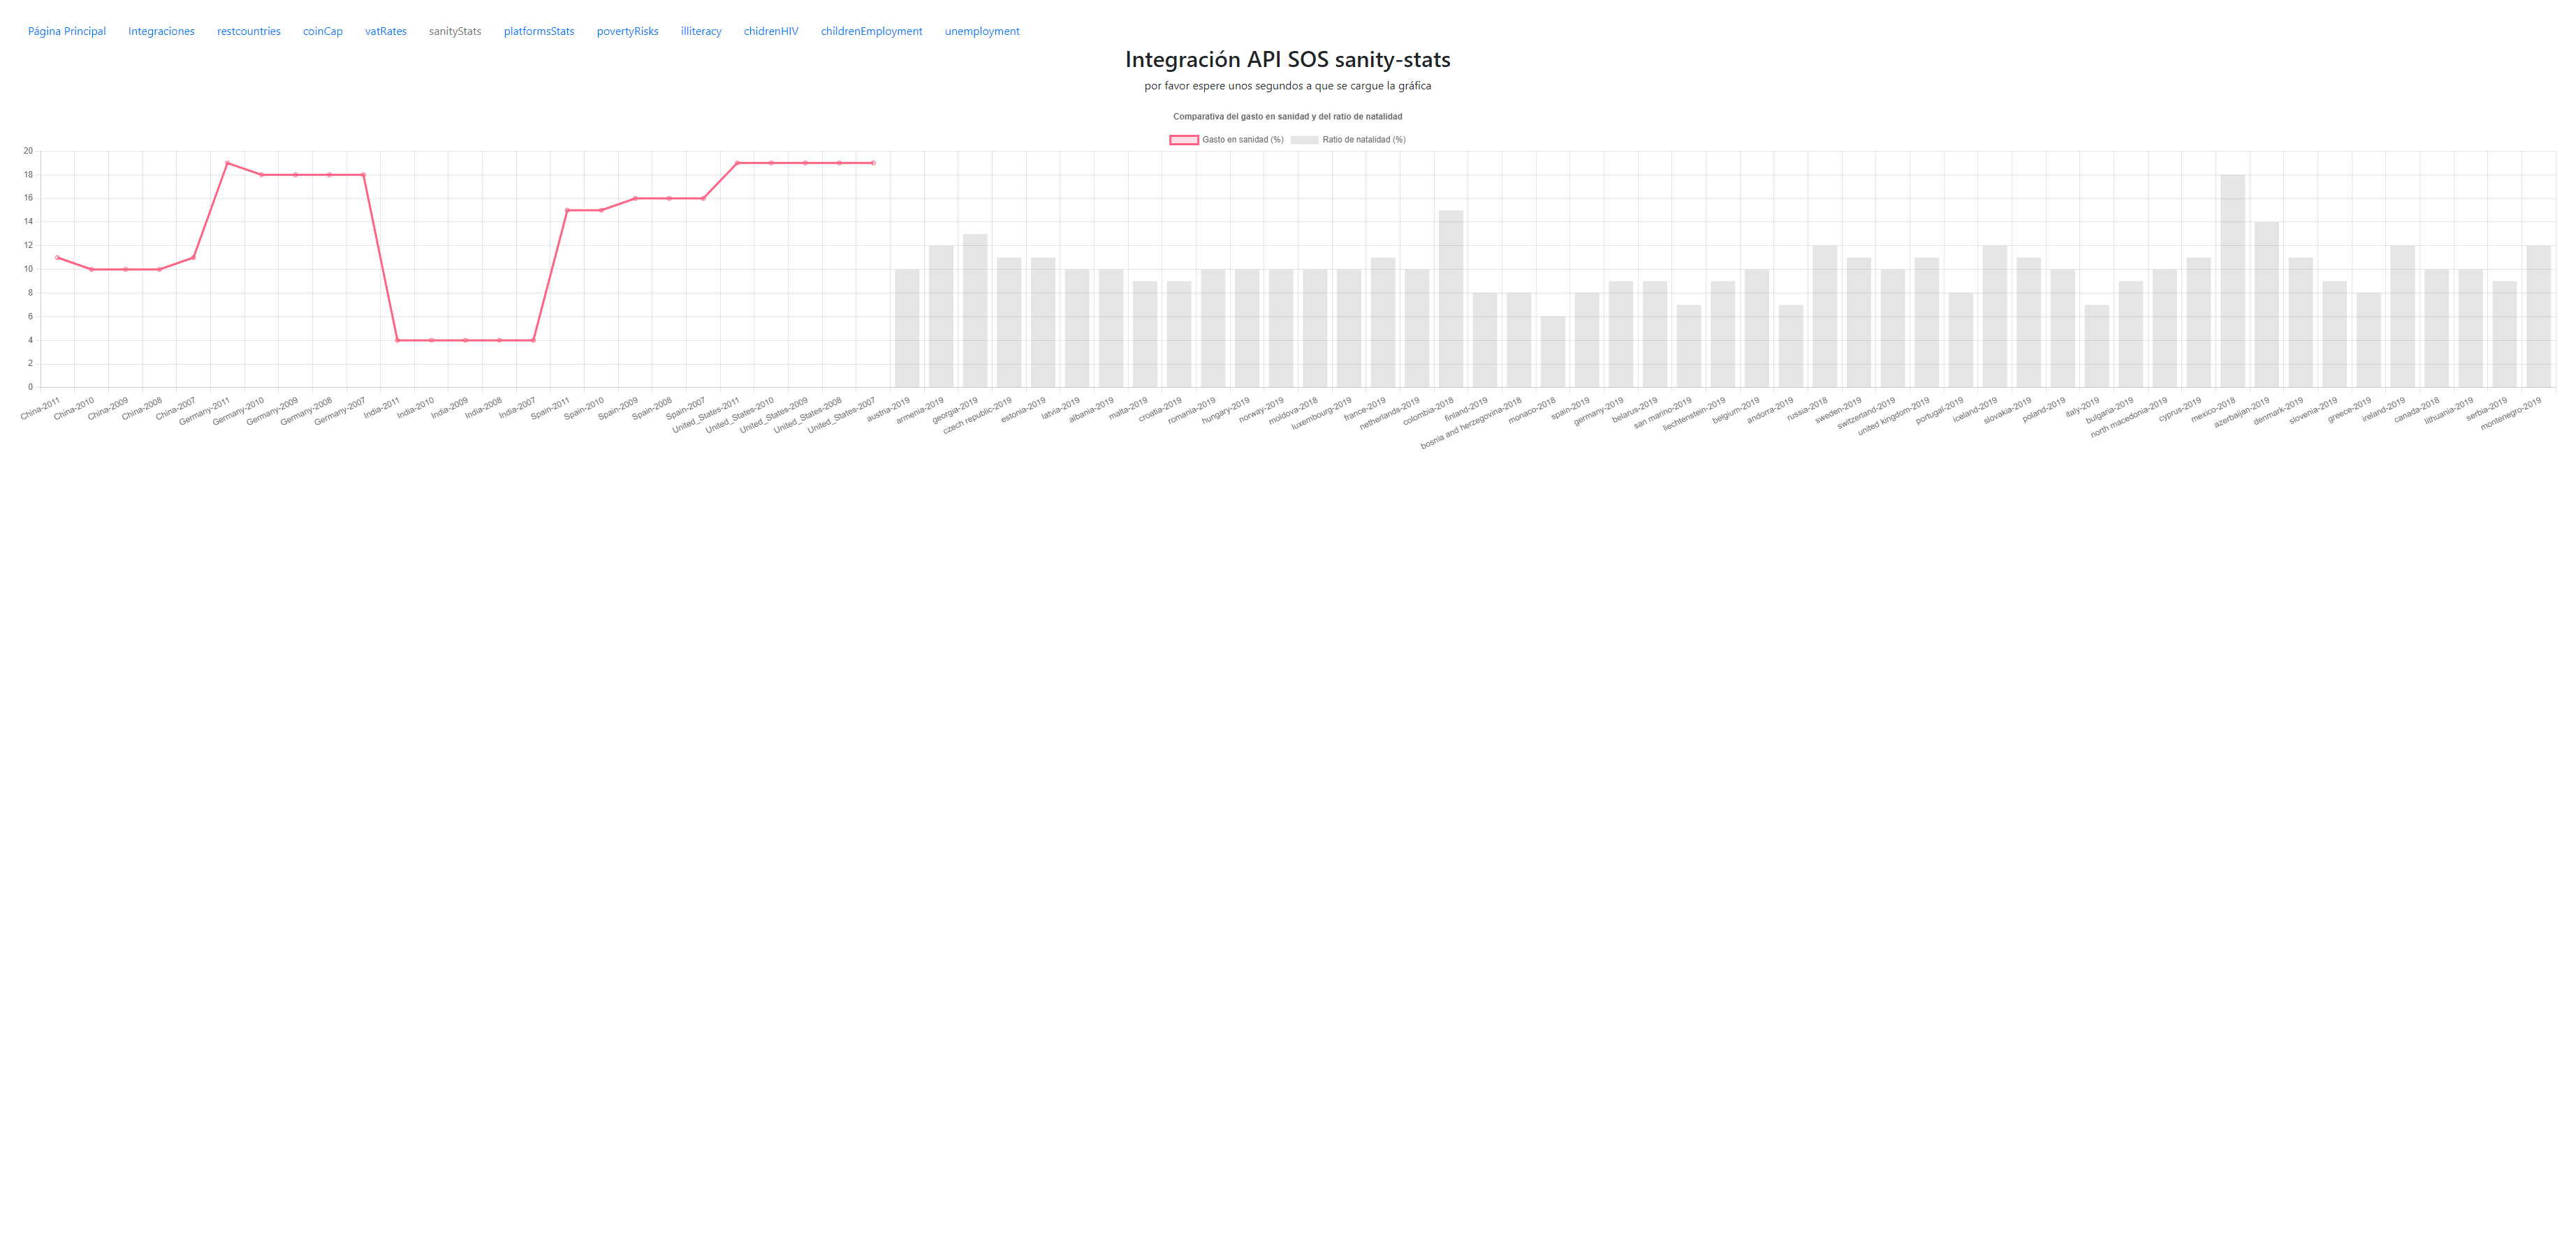 Página Principal Integraciones restcountries coinCap vatRates sanityStats platformsStats povertyRisks illiteracy chidrenHIV childrenEmployment unemployment
Integración API SOS sanity-stats
por favor espere unos segundos a que se cargue la gráfica
Comparativa del gasto en sanidad y del ratio de natalidad
Gasto en sanidad (%) Ratio de natalidad (%)
20
18
16
14
12
10
8
6
4
2
0
China-2011
China-2010
China-2009
China-2008
China-2007
Germany-2011
Germany-2010
Germany-2009
Germany-2008
Germany-2007
India-2011
India-2010
India-2009
India-2008
India-2007
Spain-2011
Spain-2010
Spain-2009
Spain-2008
Spain-2007
United_States-2011
United_States-2010
United_States-2009
United_States-2008
United_States-2007
austria-2019
armenia-2019
georgia-2019
czech republic-2019
estonia-2019
latvia-2019
albania-2019
malta-2019
croatia-2019
romania-2019
hungary-2019
norway-2019
moldova-2018
luxembourg-2019
france-2019
netherlands-2019
colombia-2018
finland-2019
bosnia and herzegovina-2018
monaco-2018
spain-2019
germany-2019
belarus-2019
san marino-2019
liechtenstein-2019
belgium-2019
andorra-2019
russia-2018
sweden-2019
switzerland-2019
united kingdom-2019
portugal-2019
iceland-2019
slovakia-2019
poland-2019
italy-2019
bulgaria-2019
north macedonia-2019
cyprus-2019
mexico-2018
azerbaijan-2019
denmark-2019
slovenia-2019
greece-2019
ireland-2019
canada-2018
lithuania-2019
serbia-2019
montenegro-2019